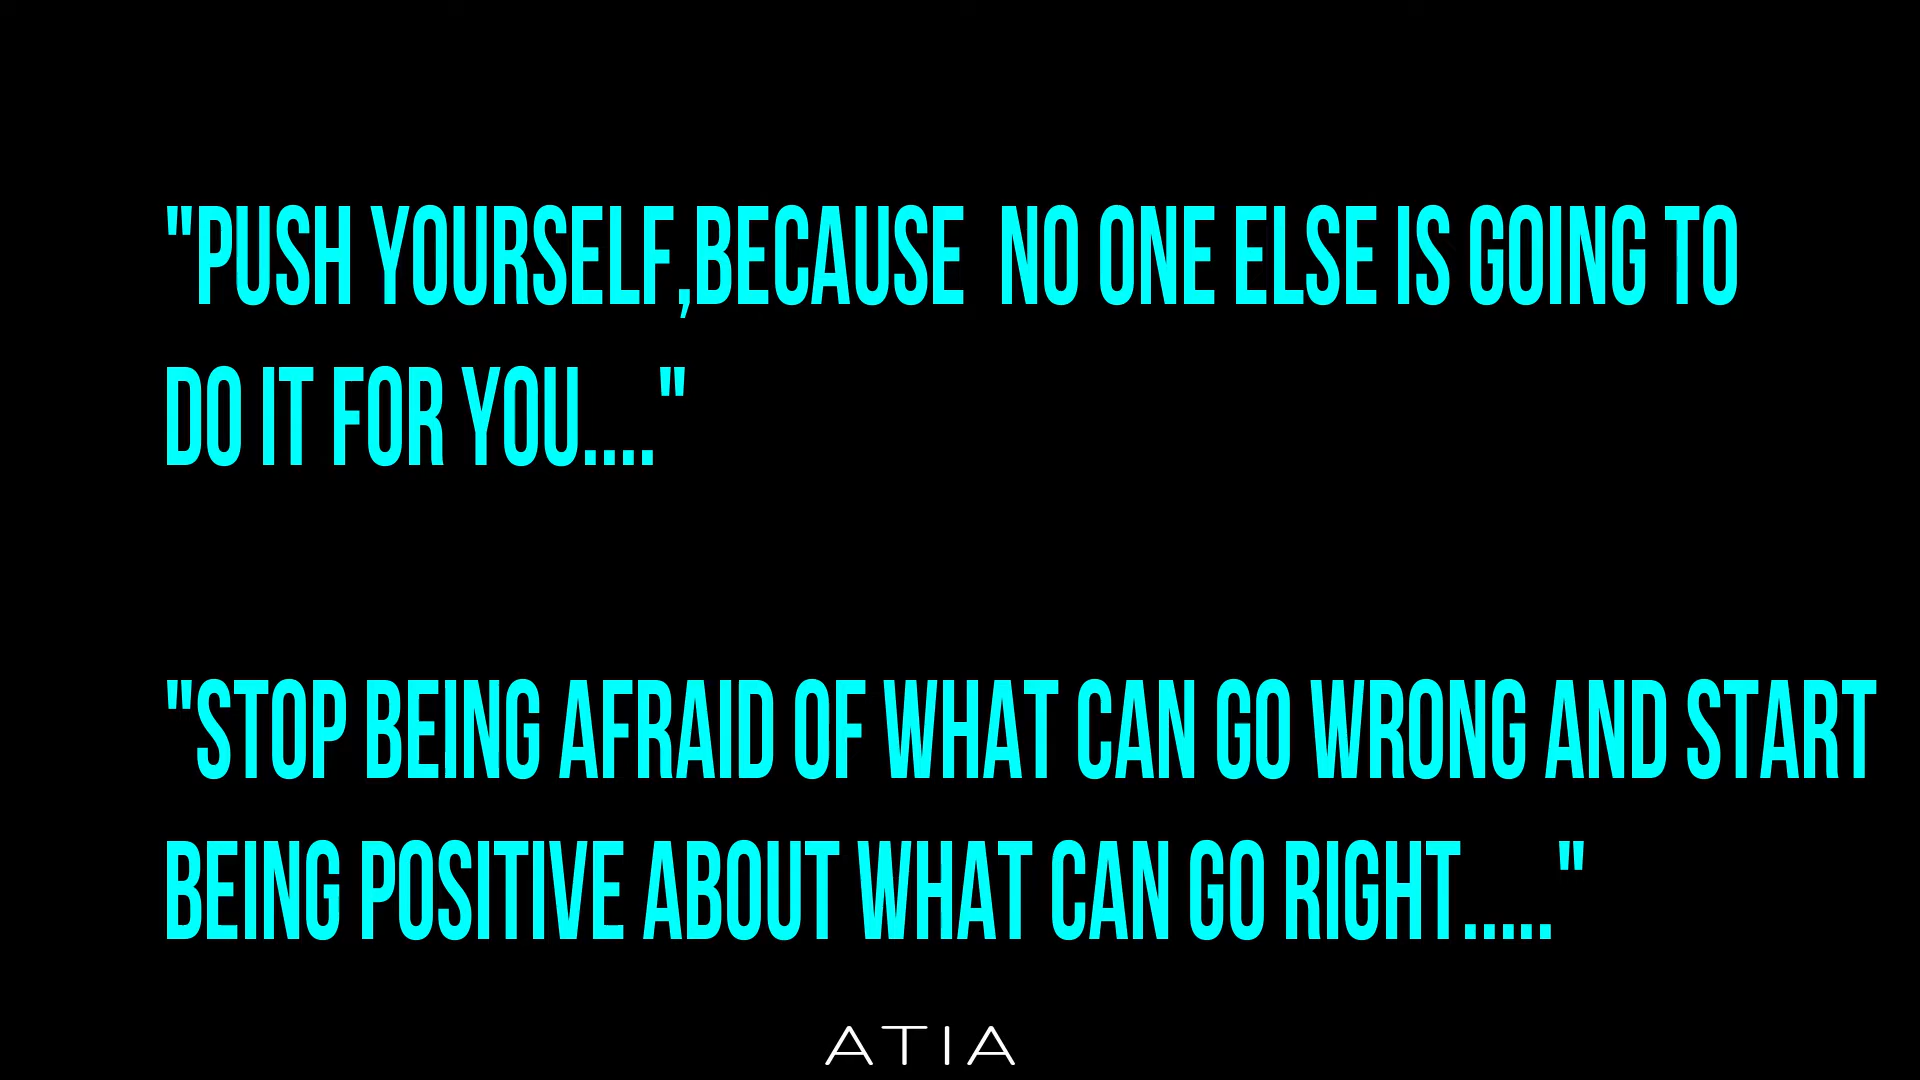 "PUSH YOURSELF,BECAUSE  NO ONE ELSE IS GOING TO
DO IT FOR YOU...."
"STOP BEING AFRAID OF WHAT CAN GO WRONG AND START
BEING POSITIVE ABOUT WHAT CAN GO RIGHT....."
ATIA